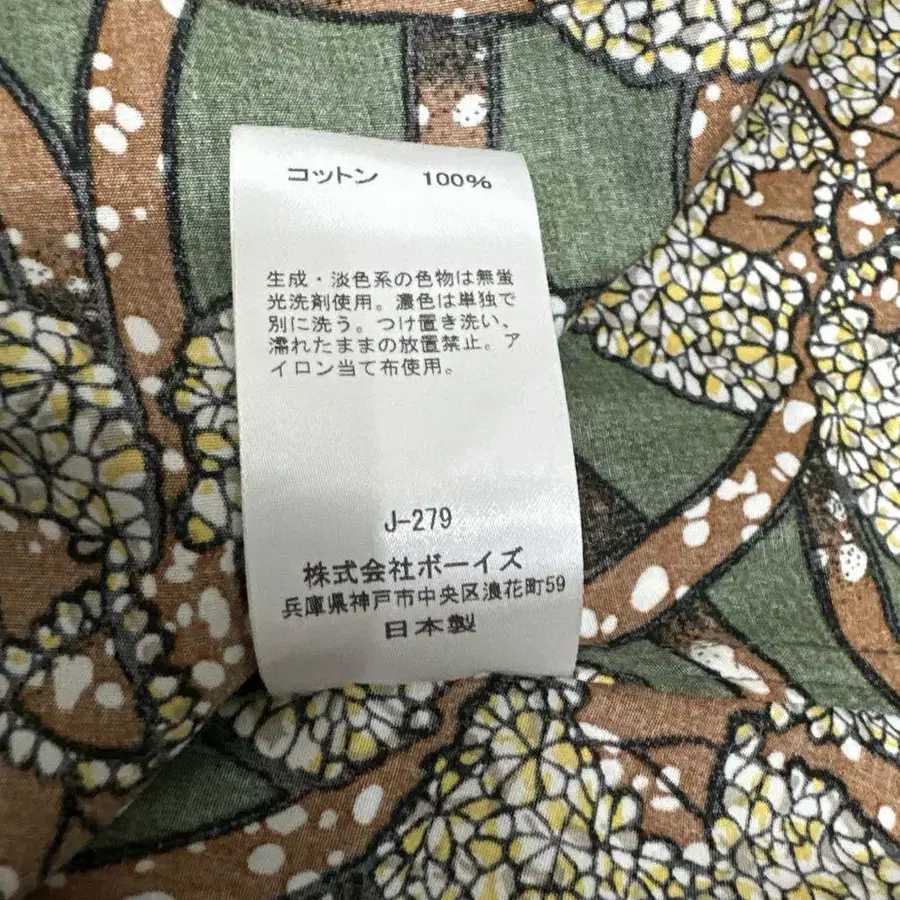 コットン 100%
生成・淡色系の色物は無蛍
光洗剤使用。濃色は単独で
別に洗う。つけ置き洗い、
濡れたままの放置禁止。ア
イロン当て布使用。
J-279
株式会社ボーイズ
兵庫県神戸市中央区浪花町59
日本製